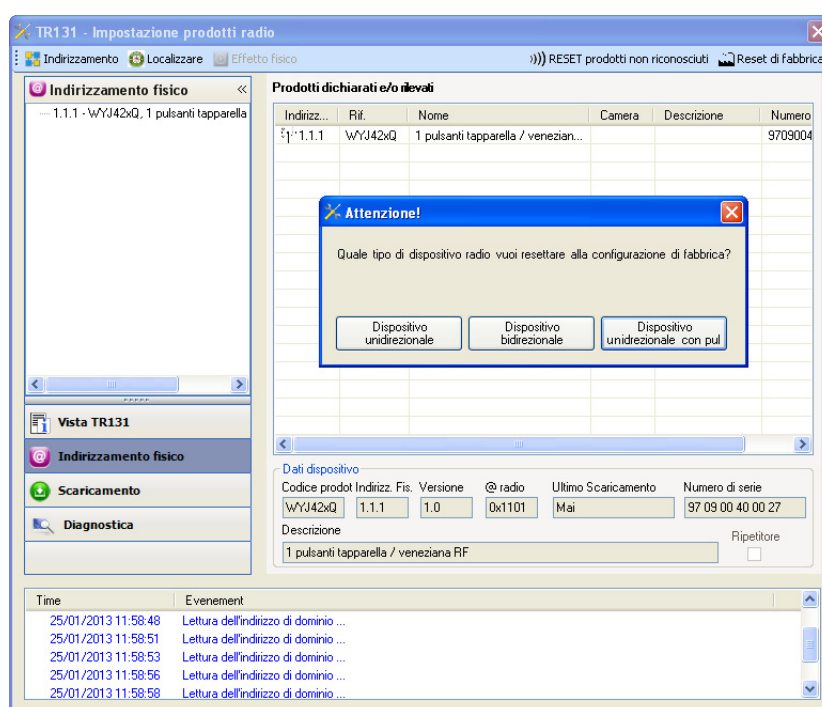 TR131 - Impostazione prodotti radio
Indirizzamento Localizzare Effetto fisico ))) RESET prodotti non riconosciuti Reset di fabbrica
Indirizzamento fisico «
1.1.1 - WYJ42xQ, 1 pulsanti tapparella
Prodotti dichiarati e/o rilevati
Indirizz... Rif. Nome Camera Descrizione Numero
1.1.1 WYJ42xQ 1 pulsanti tapparella / venezian... 9709004
Attenzione!
Quale tipo di dispositivo radio vuoi resettare alla configurazione di fabbrica?
Dispositivo unidirezionale
Dispositivo bidirezionale
Dispositivo unidrezionale con pul
Vista TR131
Indirizzamento fisico
Scaricamento
Diagnostica
Dati dispositivo
Codice prodot Indirizz. Fis. Versione @ radio Ultimo Scaricamento Numero di serie
WYJ42xQ 1.1.1 1.0 0x1101 Mai 97 09 00 40 00 27
Descrizione
Ripetitore
1 pulsanti tapparella / veneziana RF
Time Evenement
25/01/2013 11:58:48 Lettura dell'indirizo di dominio ...
25/01/2013 11:58:51 Lettura dell'indirizo di dominio ...
25/01/2013 11:58:53 Lettura dell'indirizo di dominio ...
25/01/2013 11:58:56 Lettura dell'indirizo di dominio ...
25/01/2013 11:58:58 Lettura dell'indirizo di dominio ...